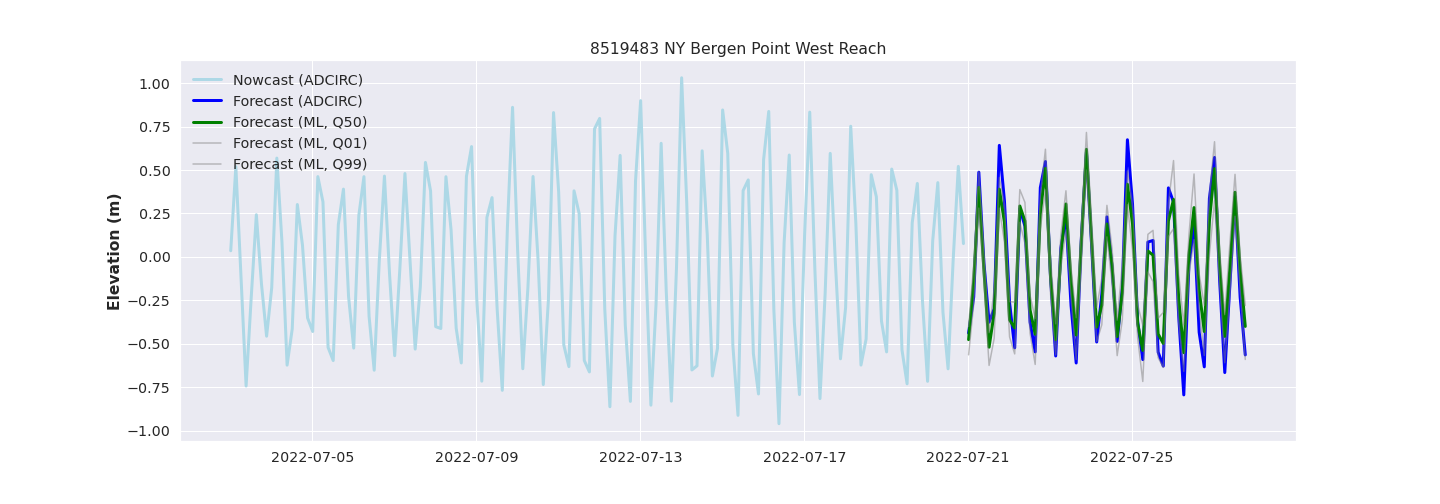 8519483 NY Bergen Point West Reach
Nowcast (ADCIRC)
Forecast (ADCIRC)
Forecast (ML, Q50)
Forecast (ML, Q01)
Forecast (ML, Q99)
Elevation (m)
1.00
0.75
0.50
0.25
0.00
−0.25
−0.50
−0.75
−1.00
2022-07-05 2022-07-09 2022-07-13 2022-07-17 2022-07-21 2022-07-25